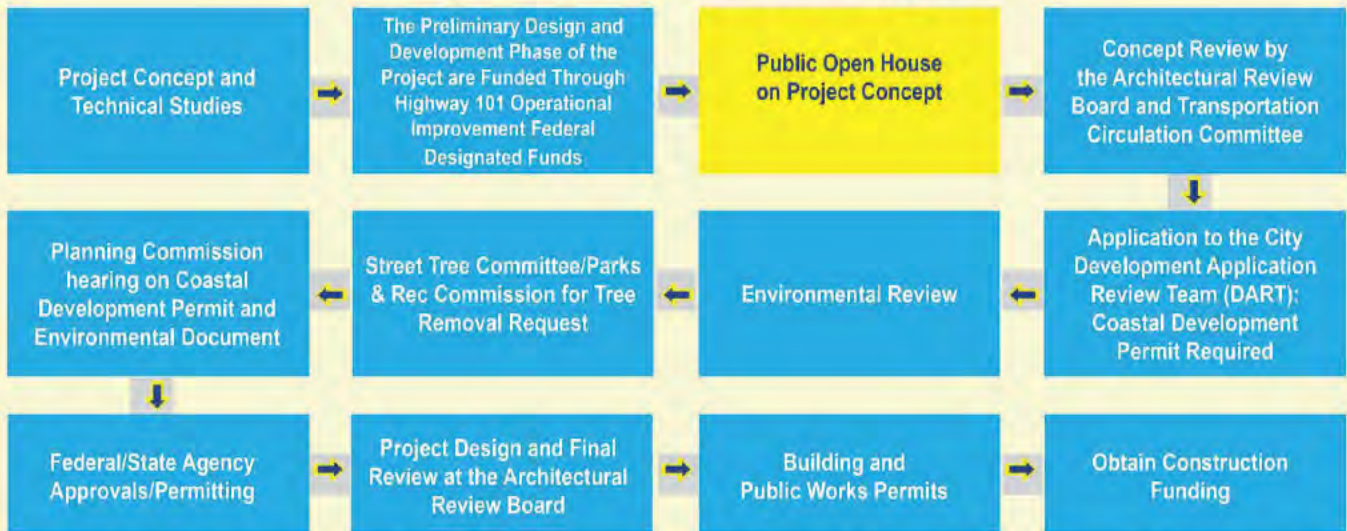 Project Concept and
Technical Studies
The Preliminary Design and
Development Phase of the
Project are Funded Through
Highway 101 Operational
Improvement Federal
Designated Funds
Public Open House
on Project Concept
Concept Review by
the Architectural Review
Board and Transportation
Circulation Committee
Application to the City
Development Application
Review Team (DART):
Coastal Development
Permit Required
Environmental Review
Street Tree Committee/Parks
& Rec Commission for Tree
Removal Request
Planning Commission
hearing on Coastal
Development Permit and
Environmental Document
Federal/State Agency
Approvals/Permitting
Project Design and Final
Review at the Architectural
Review Board
Building and
Public Works Permits
Obtain Construction
Funding